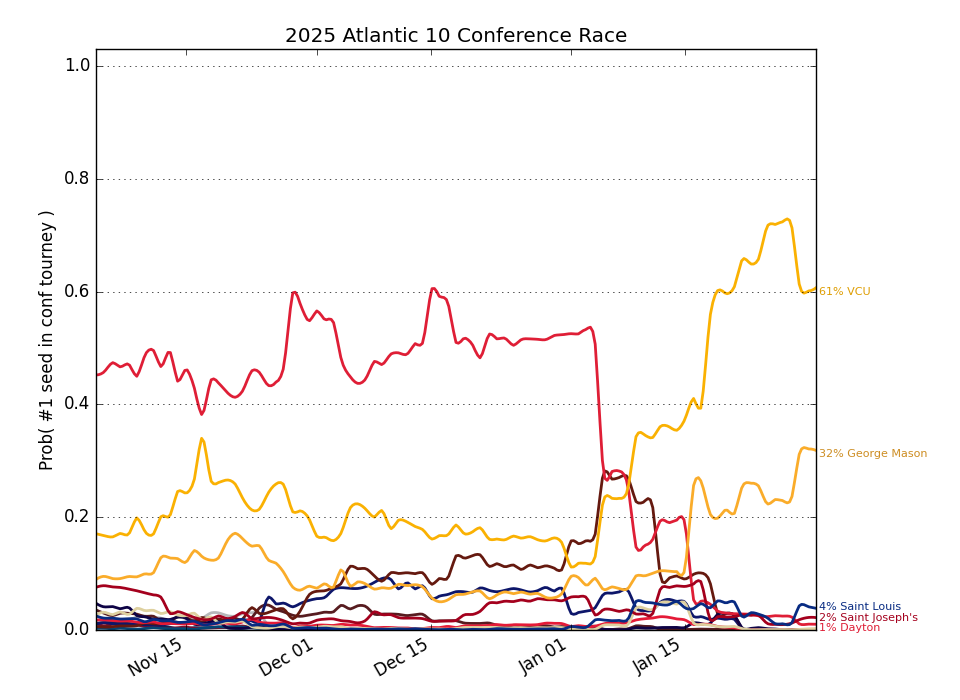 2025 Atlantic 10 Conference Race
Prob( #1 seed in conf tourney )
1.0
0.8
0.6
0.4
0.2
0.0
61% VCU
32% George Mason
4% Saint Louis
2% Saint Joseph's
1% Dayton
Nov 15
Dec 01
Dec 15
Jan 01
Jan 15